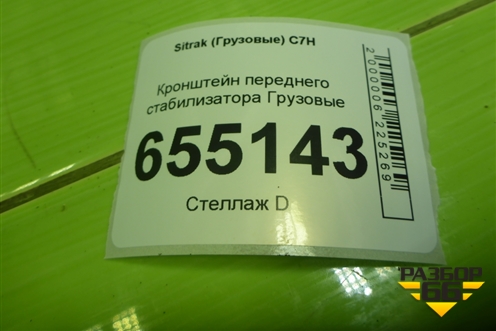 Sitrak (Грузовые) C7H
Кронштейн переднего
стабилизатора Грузовые
655143
Стеллаж D
2000006225269
РАЗБОР
66